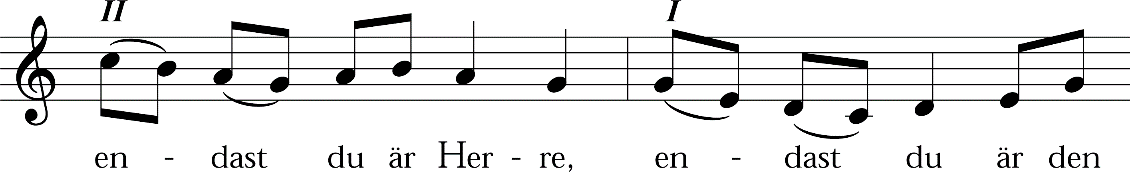 II I
en - dast du är Her - re, en - dast du är den